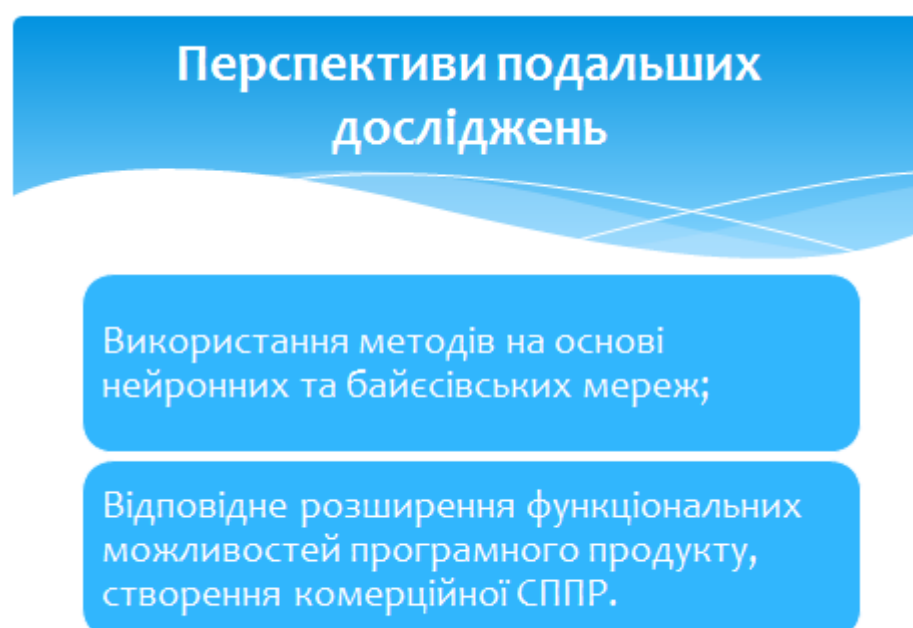 Перспективи подальших
досліджень
Використання методів на основі
нейронних та байєсівських мереж;
Відповідне розширення функціональних
можливостей програмного продукту,
створення комерційної СППР.